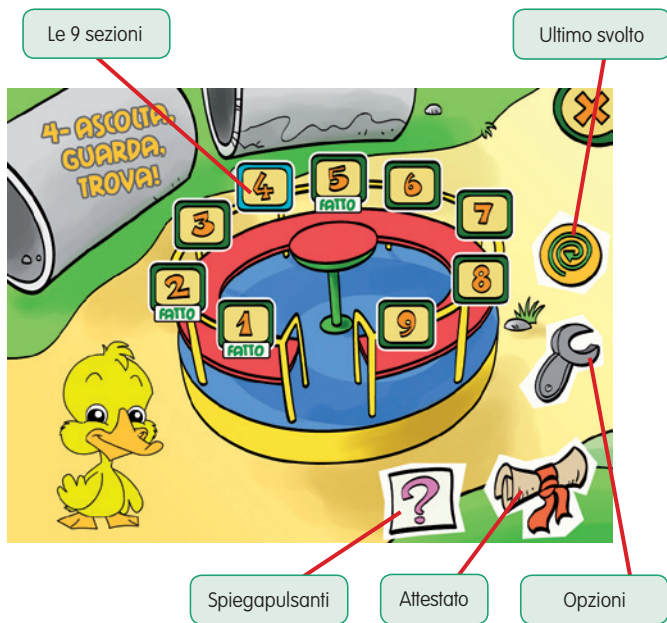 Le 9 sezioni
Ultimo svolto
4- ASCOLTA,
GUARDA,
TROVA!
4
5
FATTO
6
3
7
2
FATTO
8
1
FATTO
9
?
Spiegapulsanti
Attestato
Opzioni